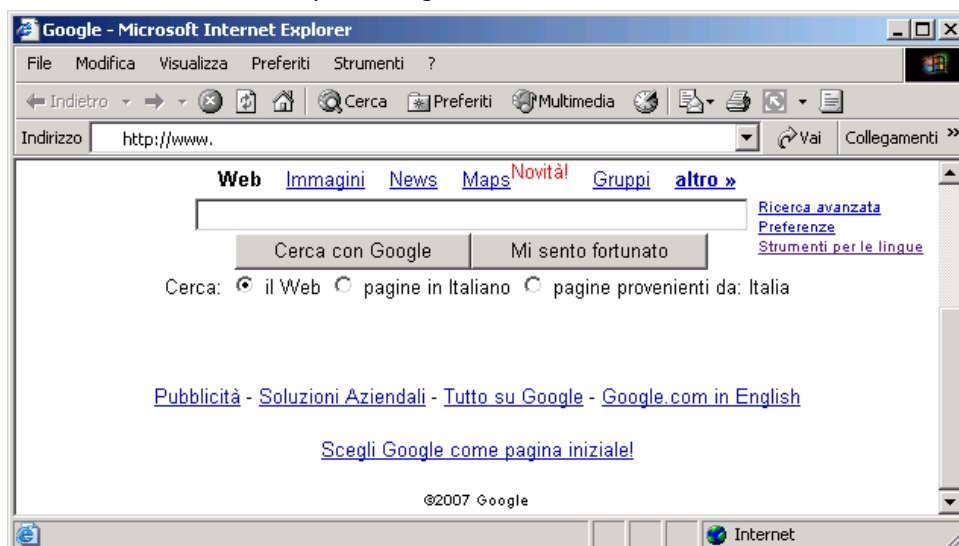 Google - Microsoft Internet Explorer
File Modifica Visualizza Preferiti Strumenti ?
Indietro Cerca Preferiti Multimedia
Indirizzo http://www. Vai Collegamenti »
Web Immagini News Maps Novità! Gruppi altro »
Ricerca avanzata
Preferenze
Strumenti per le lingue
Cerca con Google Mi sento fortunato
Cerca: il Web pagine in Italiano pagine provenienti da: Italia
Pubblicità - Soluzioni Aziendali - Tutto su Google - Google.com in English
Scegli Google come pagina iniziale!
©2007 Google
Internet